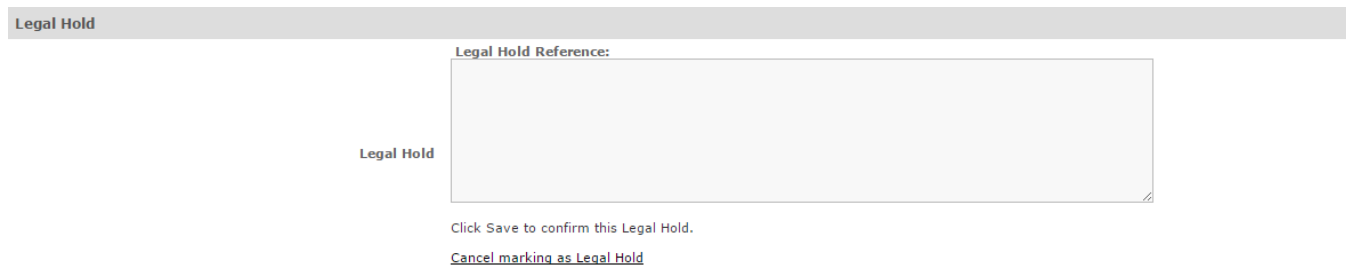 Legal Hold
Legal Hold Reference:
Legal Hold
Click Save to confirm this Legal Hold.
Cancel marking as Legal Hold